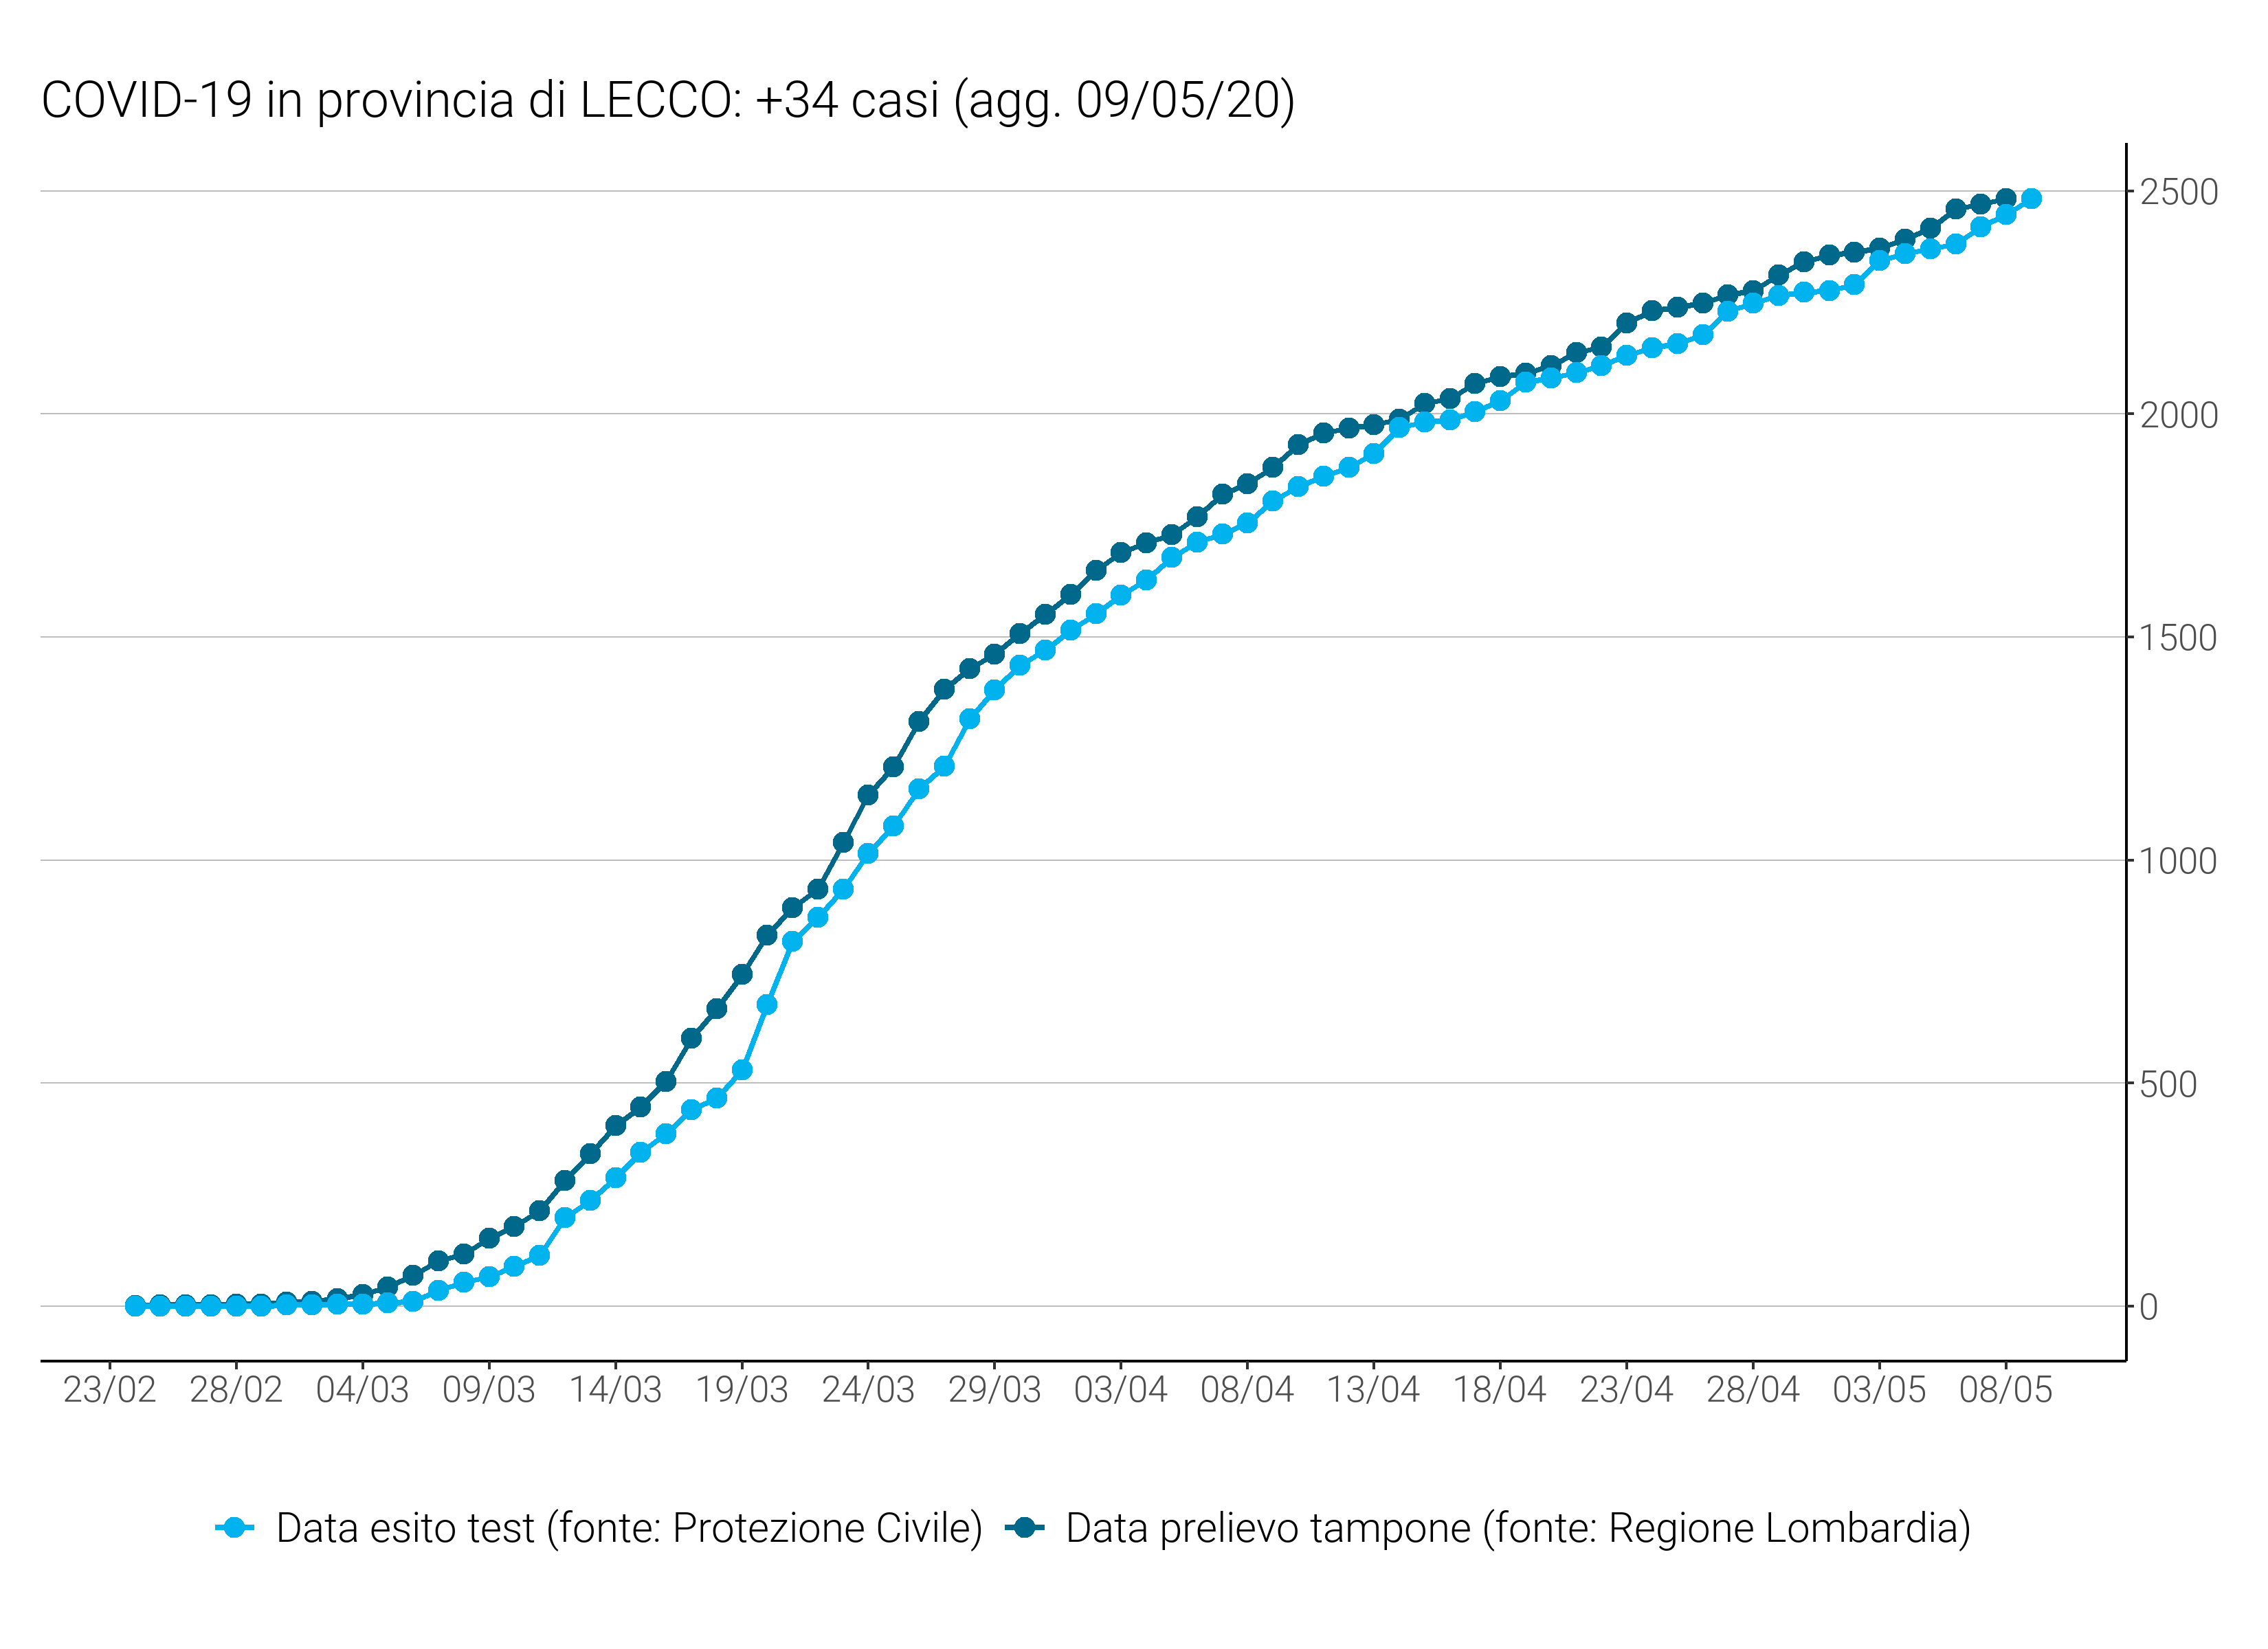 COVID-19 in provincia di LECCO: +34 casi (agg. 09/05/20)
2500
2000
1500
1000
500
0
23/02 28/02 04/03 09/03 14/03 19/03 24/03 29/03 03/04 08/04 13/04 18/04 23/04 28/04 03/05 08/05
Data esito test (fonte: Protezione Civile) Data prelievo tampone (fonte: Regione Lombardia)